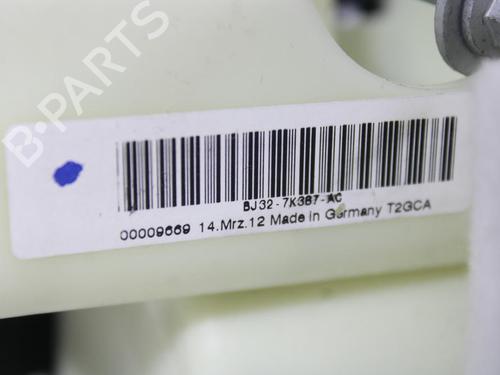 B-PARTS
BJ32-7K387-AC
00009669 14.Mrz.12 Made in Germany T2GCA